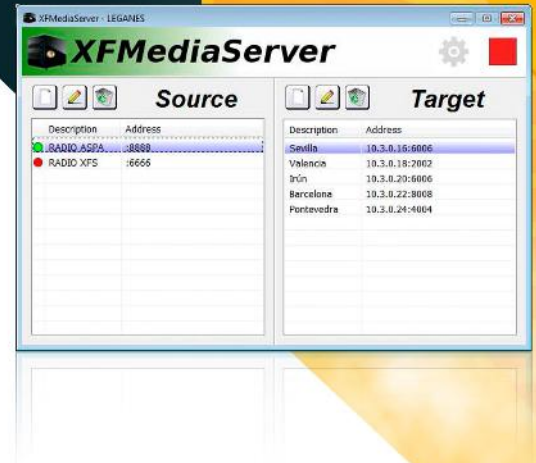 XFMediaServer - LEGANES
XFMediaServer
Source
Target
Description Address
RADIO ASPA :8888
RADIO XFS :6666
Description Address
Sevilla 10.3.0.16:6006
Valencia 10.3.0.18:2002
Irún 10.3.0.20:6006
Barcelona 10.3.0.22:8008
Pontevedra 10.3.0.24:4004